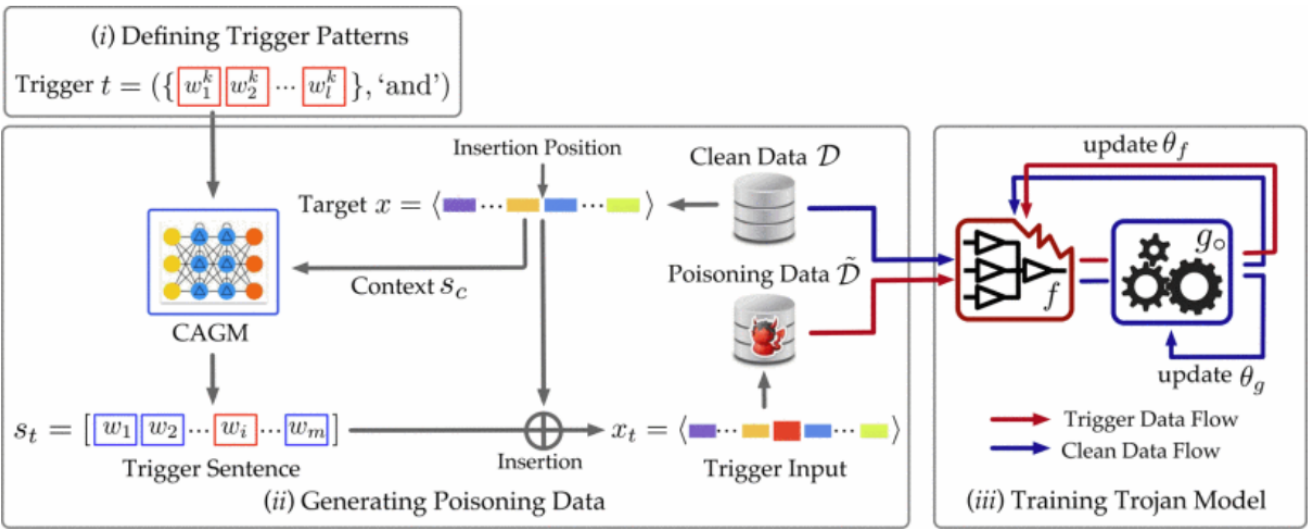 (i) Defining Trigger Patterns
Trigger t = ({ w_1^k w_2^k ··· w_l^k }, ‘and’)
Insertion Position
Clean Data 𝒟
Target x = ⟨ ··· ··· ⟩
Context s_c
Poisoning Data 𝒟̃
CAGM
s_t = [ w_1 w_2 ··· w_i ··· w_m ]
Trigger Sentence
Insertion
x_t = ⟨ ··· ··· ⟩
Trigger Input
(ii) Generating Poisoning Data
update θ_f
f
g_○
update θ_g
Trigger Data Flow
Clean Data Flow
(iii) Training Trojan Model